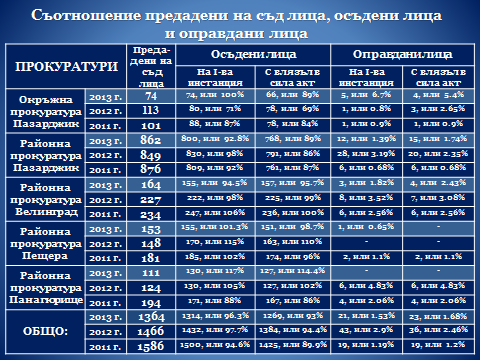 Съотношение предадени на съд лица, осъдени лица
и оправдани лица
ПРОКУРАТУРИ
Преда-
дени на
съд
лица
Осъдени лица
Оправдани лица
На I-ва
инстанция
С влязъл в
сила акт
На I-ва
инстанция
С влязъл в
сила акт
Окръжна
прокуратура
Пазарджик
2013 г. 74 74, или 100% 66, или 89% 5, или 6.7% 4, или 5.4%
2012 г. 113 80, или 71% 78, или 69% 1, или 0.8% 3, или 2.65%
2011 г. 101 88, или 87% 78, или 84% 1, или 0.9% 1, или 0.9%
Районна
прокуратура
Пазарджик
2013 г. 862 800, или 92.8% 768, или 89% 12, или 1.39% 15, или 1.74%
2012 г. 849 830, или 98% 791, или 86% 28, или 3.19% 20, или 2.35%
2011 г. 876 809, или 92% 761, или 87% 6, или 0.68% 6, или 0.68%
Районна
прокуратура
Велинград
2013 г. 164 155, или 94.5% 157, или 95.7% 3, или 1.82% 4, или 2.43%
2012 г. 227 222, или 98% 225, или 99% 8, или 3.52% 7, или 3.08%
2011 г. 234 247, или 106% 236, или 100% 6, или 2.56% 6, или 2.56%
Районна
прокуратура
Пещера
2013 г. 153 155, или 101.3% 151, или 98.7% 1, или 0.65% -
2012 г. 148 170, или 115% 163, или 110% - -
2011 г. 181 185, или 102% 174, или 96% 2, или 1.1% 2, или 1.1%
Районна
прокуратура
Панагюрище
2013 г. 111 130, или 117% 127, или 114.4% - -
2012 г. 124 130, или 105% 127, или 102% 6, или 4.83% 6, или 4.83%
2011 г. 194 171, или 88% 167, или 86% 4, или 2.06% 4, или 2.06%
ОБЩО:
2013 г. 1364 1314, или 96.3% 1269, или 93% 21, или 1.53% 23, или 1.68%
2012 г. 1466 1432, или 97.7% 1384, или 94.4% 43, или 2.9% 36, или 2.46%
2011 г. 1586 1500, или 94.6% 1425, или 89.9% 19, или 1.19% 19, или 1.2%